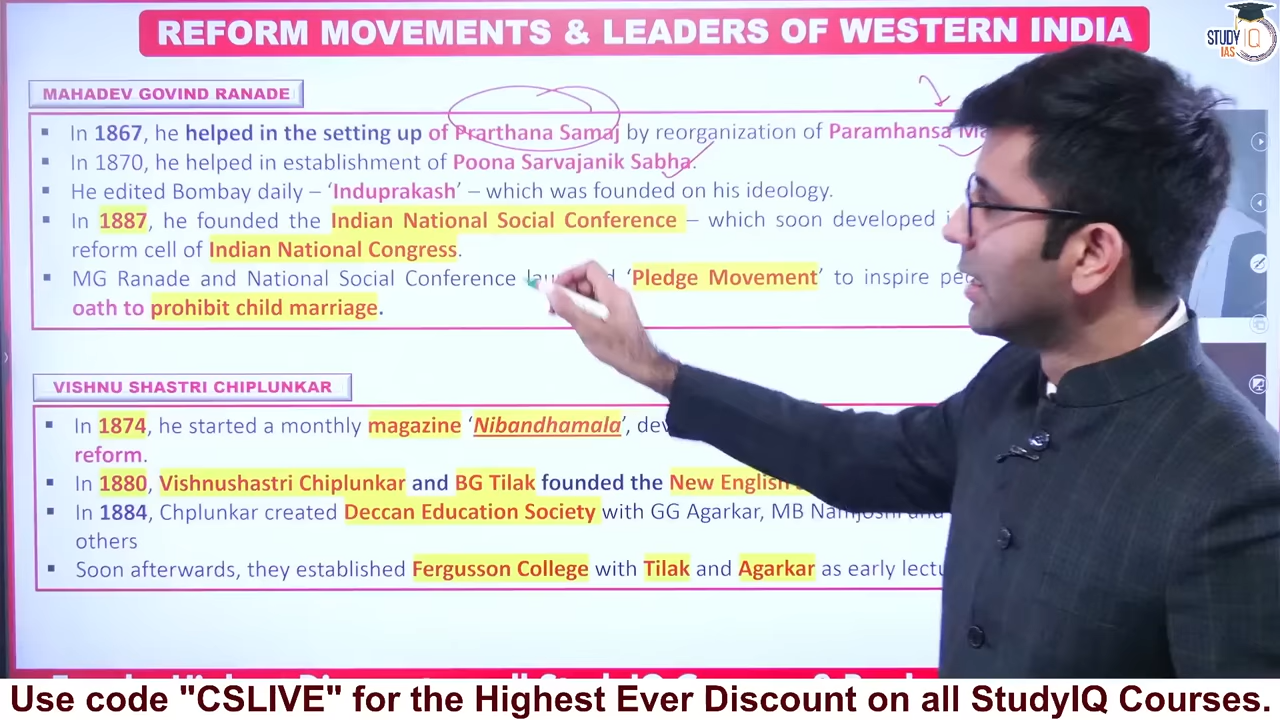 REFORM MOVEMENTS & LEADERS OF WESTERN INDIA
STUDY IQ
IAS
MAHADEV GOVIND RANADE
▪ In 1867, he helped in the setting up of Prarthana Samaj by reorganization of Paramhansa
▪ In 1870, he helped in establishment of Poona Sarvajanik Sabha.
▪ He edited Bombay daily – ‘Induprakash’ – which was founded on his ideology.
▪ In 1887, he founded the Indian National Social Conference – which soon developed
reform cell of Indian National Congress.
▪ MG Ranade and National Social Conference ‘Pledge Movement’ to inspire
oath to prohibit child marriage.
VISHNU SHASTRI CHIPLUNKAR
▪ In 1874, he started a monthly magazine ‘Nibandhamala’,
reform.
▪ In 1880, Vishnushastri Chiplunkar and BG Tilak founded the New English
▪ In 1884, Chplunkar created Deccan Education Society with GG Agarkar, MB Namjoshi and
others
▪ Soon afterwards, they established Fergusson College with Tilak and Agarkar as early
Use code "CSLIVE" for the Highest Ever Discount on all StudyIQ Courses.